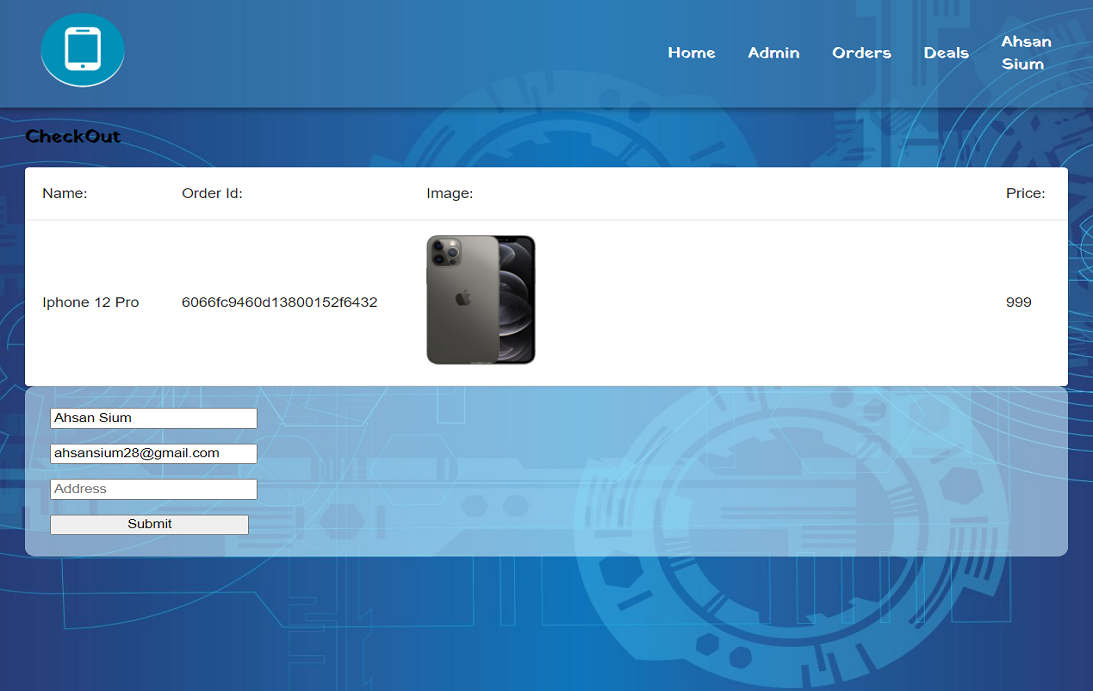 Home Admin Orders Deals Ahsan
Sium
CheckOut
Name: Order Id: Image: Price:
Iphone 12 Pro 6066fc9460d13800152f6432 999
Ahsan Sium
ahsansium28@gmail.com
Address
Submit